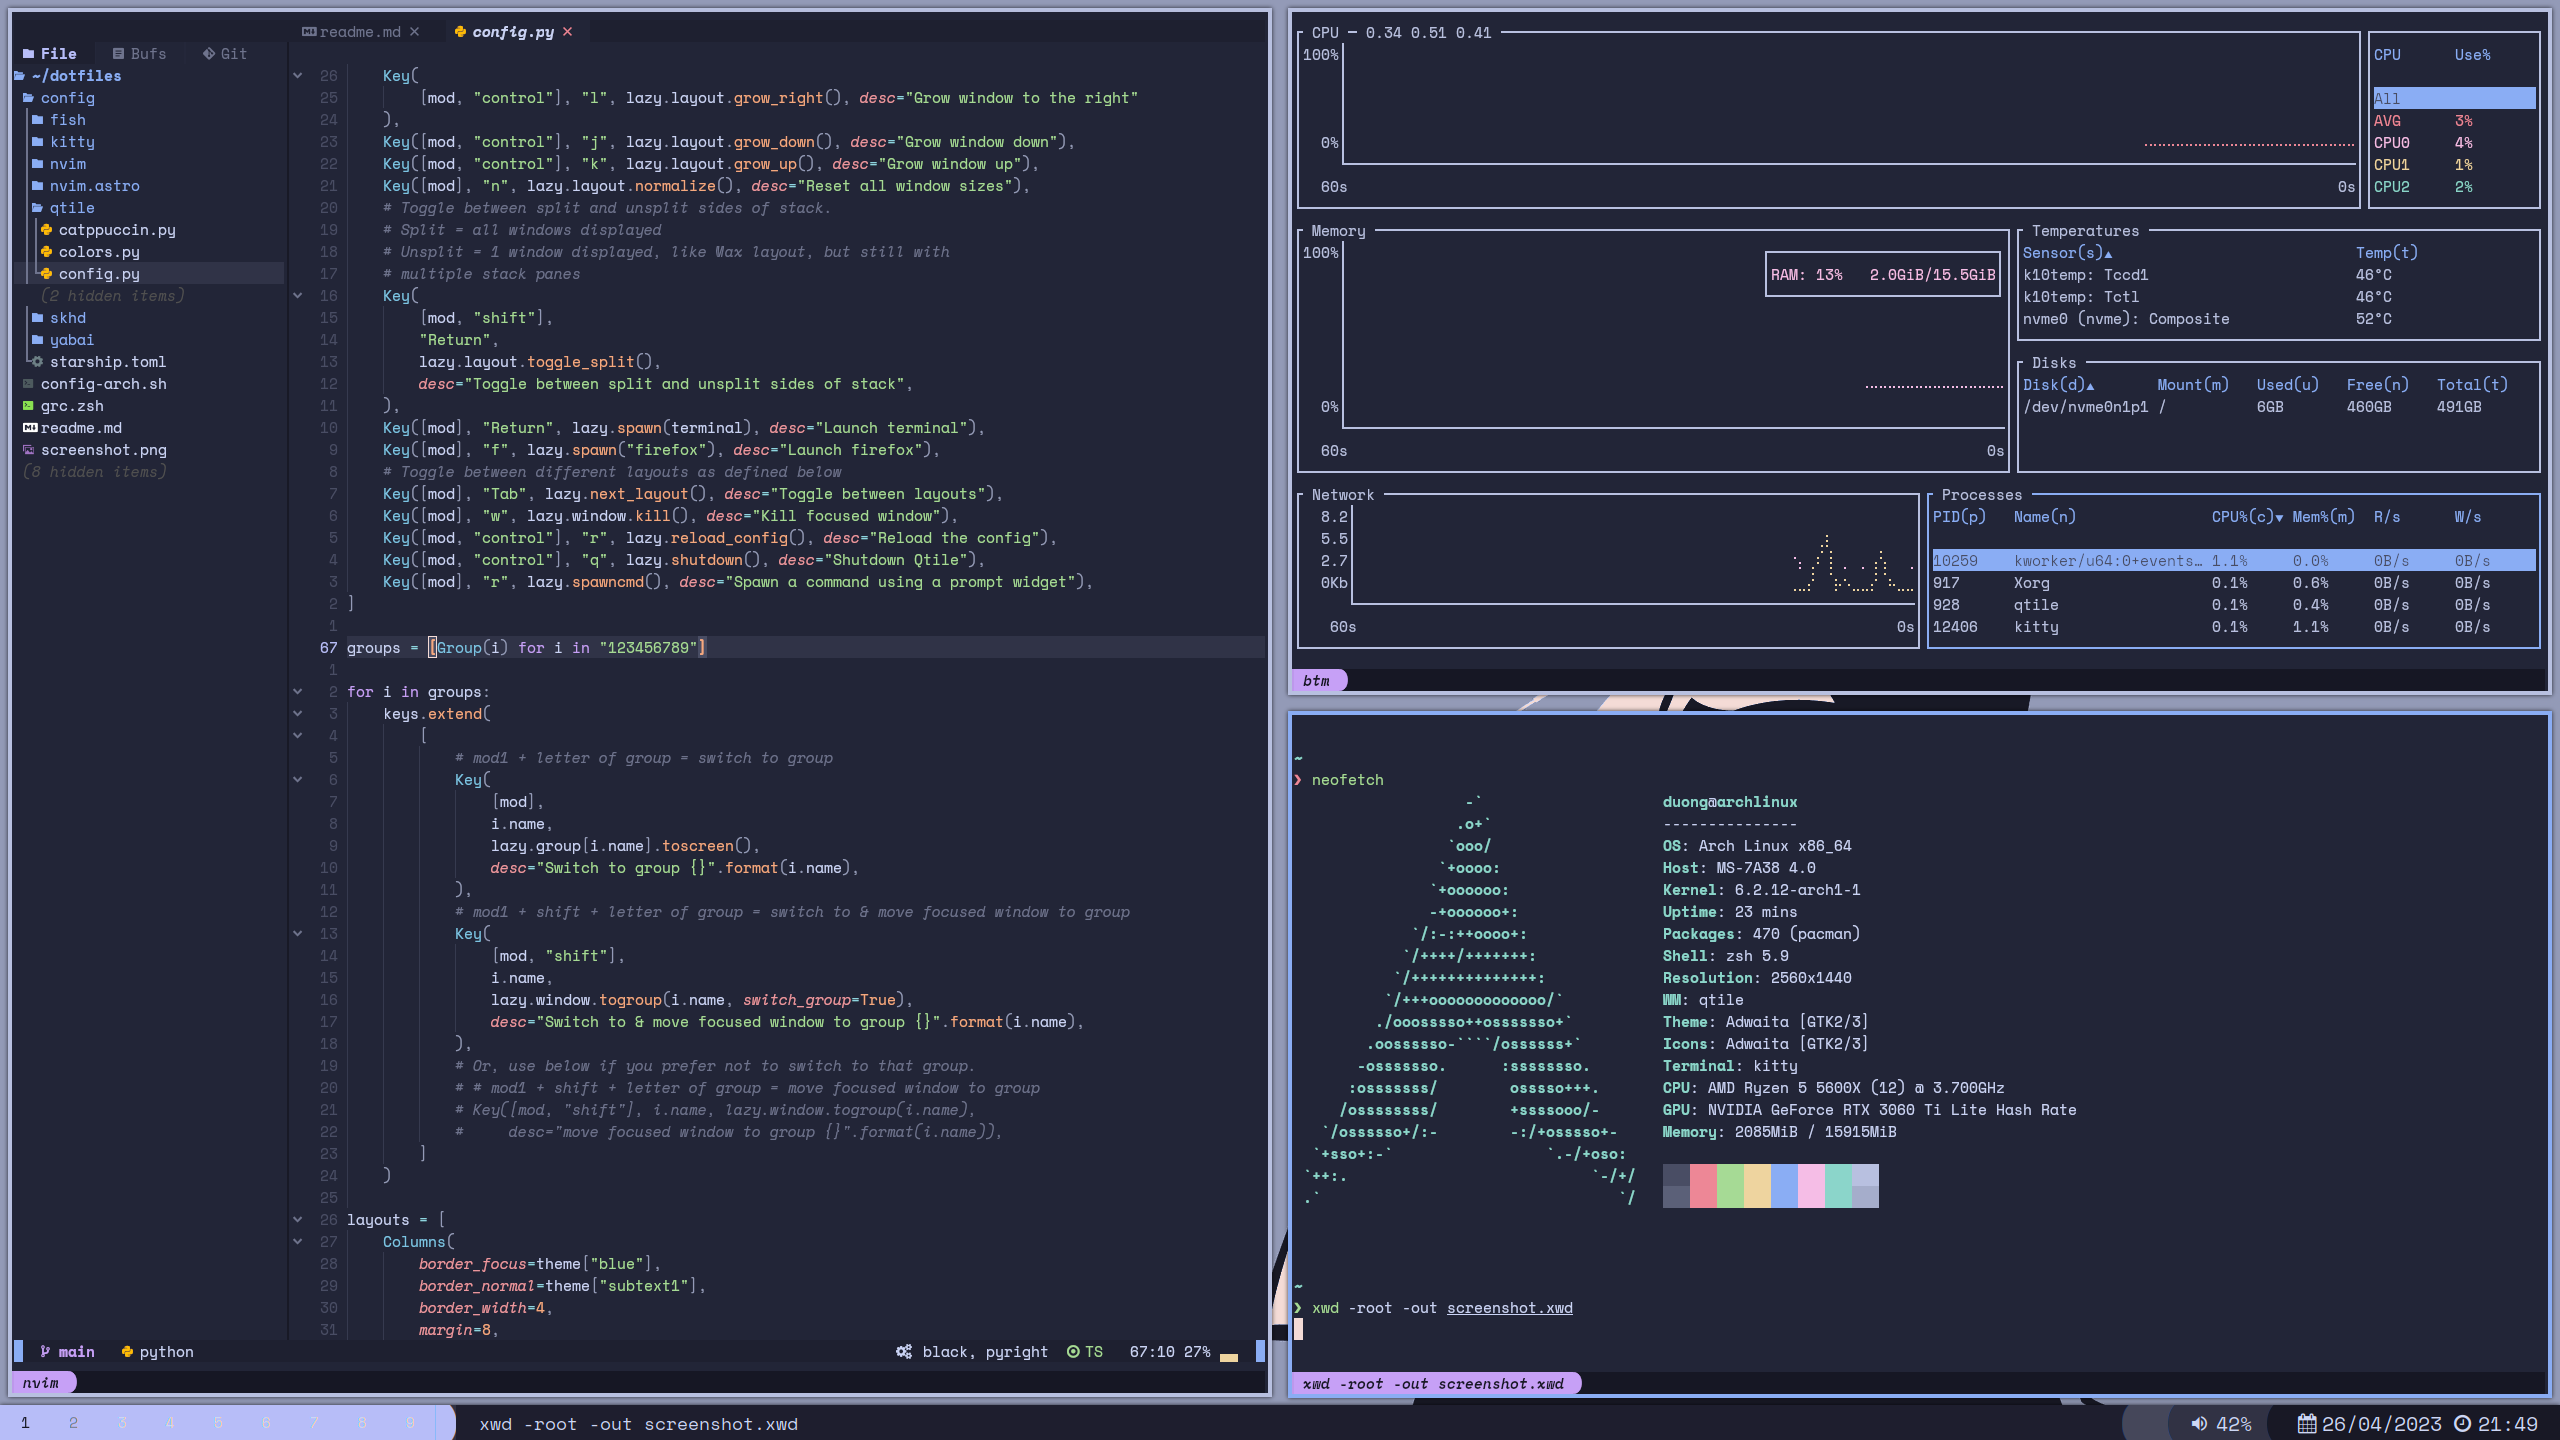 readme.md
config.py
File Bufs Git
~/dotfiles
config
fish
kitty
nvim
nvim.astro
qtile
catppuccin.py
colors.py
config.py
(2 hidden items)
skhd
yabai
starship.toml
config-arch.sh
grc.zsh
readme.md
screenshot.png
(8 hidden items)
26 Key(
25 [mod, "control"], "l", lazy.layout.grow_right(), desc="Grow window to the right"
24 ),
23 Key([mod, "control"], "j", lazy.layout.grow_down(), desc="Grow window down"),
22 Key([mod, "control"], "k", lazy.layout.grow_up(), desc="Grow window up"),
21 Key([mod], "n", lazy.layout.normalize(), desc="Reset all window sizes"),
20 # Toggle between split and unsplit sides of stack.
19 # Split = all windows displayed
18 # Unsplit = 1 window displayed, like Max layout, but still with
17 # multiple stack panes
16 Key(
15 [mod, "shift"],
14 "Return",
13 lazy.layout.toggle_split(),
12 desc="Toggle between split and unsplit sides of stack",
11 ),
10 Key([mod], "Return", lazy.spawn(terminal), desc="Launch terminal"),
9 Key([mod], "f", lazy.spawn("firefox"), desc="Launch firefox"),
8 # Toggle between different layouts as defined below
7 Key([mod], "Tab", lazy.next_layout(), desc="Toggle between layouts"),
6 Key([mod], "w", lazy.window.kill(), desc="Kill focused window"),
5 Key([mod, "control"], "r", lazy.reload_config(), desc="Reload the config"),
4 Key([mod, "control"], "q", lazy.shutdown(), desc="Shutdown Qtile"),
3 Key([mod], "r", lazy.spawncmd(), desc="Spawn a command using a prompt widget"),
2 ]
1
67 groups = [Group(i) for i in "123456789"]
1
2 for i in groups:
3 keys.extend(
4 [
5 # mod1 + letter of group = switch to group
6 Key(
7 [mod],
8 i.name,
9 lazy.group[i.name].toscreen(),
10 desc="Switch to group {}".format(i.name),
11 ),
12 # mod1 + shift + letter of group = switch to & move focused window to group
13 Key(
14 [mod, "shift"],
15 i.name,
16 lazy.window.togroup(i.name, switch_group=True),
17 desc="Switch to & move focused window to group {}".format(i.name),
18 ),
19 # Or, use below if you prefer not to switch to that group.
20 # # mod1 + shift + letter of group = move focused window to group
21 # Key([mod, "shift"], i.name, lazy.window.togroup(i.name),
22 #     desc="move focused window to group {}".format(i.name)),
23 ]
24 )
25
26 layouts = [
27 Columns(
28 border_focus=theme["blue"],
29 border_normal=theme["subtext1"],
30 border_width=4,
31 margin=8,
main python black, pyright TS 67:10 27%
nvim
CPU — 0.34 0.51 0.41
100%
0%
60s 0s
CPU Use%
All
AVG 3%
CPU0 4%
CPU1 1%
CPU2 2%
Memory
100%
RAM: 13% 2.0GiB/15.5GiB
0%
60s 0s
Temperatures
Sensor(s)▲ Temp(t)
k10temp: Tccd1 46°C
k10temp: Tctl 46°C
nvme0 (nvme): Composite 52°C
Disks
Disk(d)▲ Mount(m) Used(u) Free(n) Total(t)
/dev/nvme0n1p1 / 6GB 460GB 491GB
Network
8.2
5.5
2.7
0Kb
60s 0s
Processes
PID(p) Name(n) CPU%(c)▼ Mem%(m) R/s W/s
10259 kworker/u64:0+events… 1.1% 0.0% 0B/s 0B/s
917 Xorg 0.1% 0.6% 0B/s 0B/s
928 qtile 0.1% 0.4% 0B/s 0B/s
12406 kitty 0.1% 1.1% 0B/s 0B/s
btm
~
❯ neofetch
-`
.o+`
`ooo/
`+oooo:
`+oooooo:
-+oooooo+:
`/:-:++oooo+:
`/++++/+++++++:
`/++++++++++++++:
`/+++ooooooooooooo/`
./ooosssso++osssssso+`
.oossssso-````/ossssss+`
-osssssso. :ssssssso.
:osssssss/ osssso+++.
/ossssssss/ +ssssooo/-
`/ossssso+/:- -:/+osssso+-
`+sso+:-` `.-/+oso:
`++:. `-/+/
.` `/
duong@archlinux
---------------
OS: Arch Linux x86_64
Host: MS-7A38 4.0
Kernel: 6.2.12-arch1-1
Uptime: 23 mins
Packages: 470 (pacman)
Shell: zsh 5.9
Resolution: 2560x1440
WM: qtile
Theme: Adwaita [GTK2/3]
Icons: Adwaita [GTK2/3]
Terminal: kitty
CPU: AMD Ryzen 5 5600X (12) @ 3.700GHz
GPU: NVIDIA GeForce RTX 3060 Ti Lite Hash Rate
Memory: 2085MiB / 15915MiB
~
❯ xwd -root -out screenshot.xwd
xwd -root -out screenshot.xwd
1 2 3 4 5 6 7 8 9 xwd -root -out screenshot.xwd 42% 26/04/2023 21:49